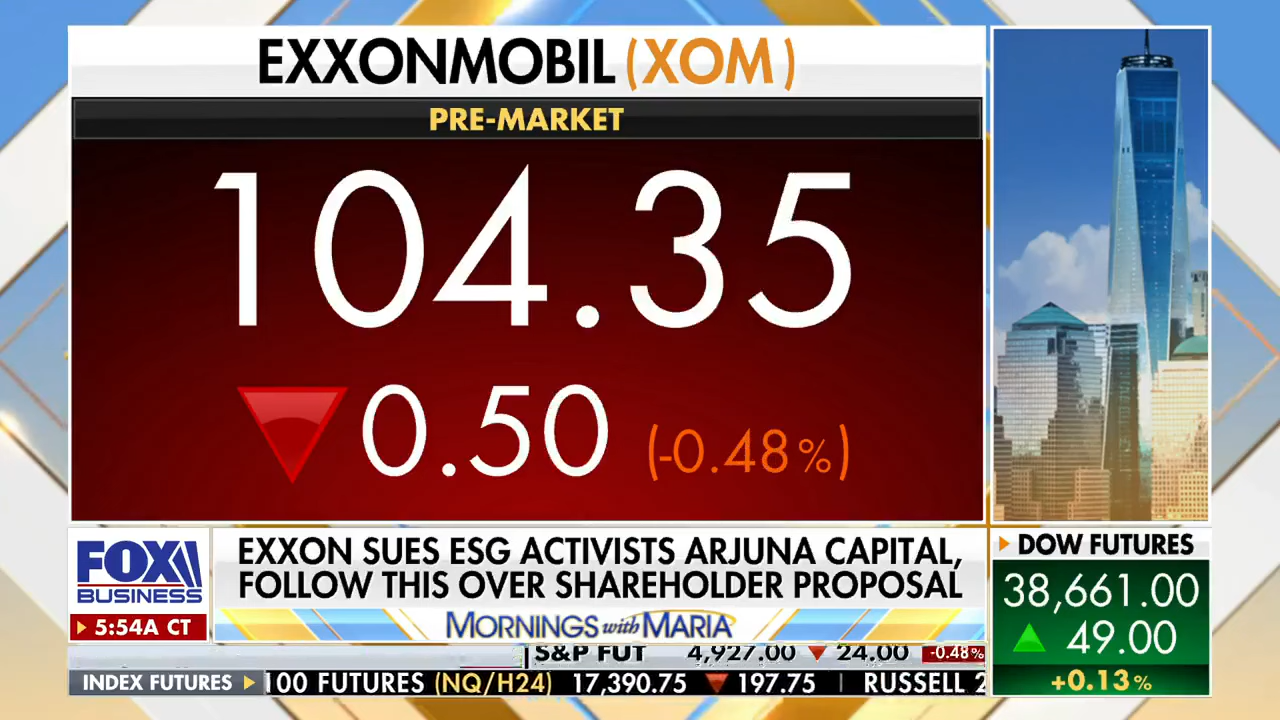 EXXONMOBIL (XOM)
PRE-MARKET
104.35
▼ 0.50 (-0.48%)
FOX
BUSINESS
5:54A CT
EXXON SUES ESG ACTIVISTS ARJUNA CAPITAL,
FOLLOW THIS OVER SHAREHOLDER PROPOSAL
MORNINGS with MARIA
DOW FUTURES
38,661.00
▲ 49.00
+0.13%
S&P FUT 4,927.00 ▼ 24.00 -0.48%
INDEX FUTURES 100 FUTURES (NQ/H24) 17,390.75 ▼ 197.75 | RUSSELL 2